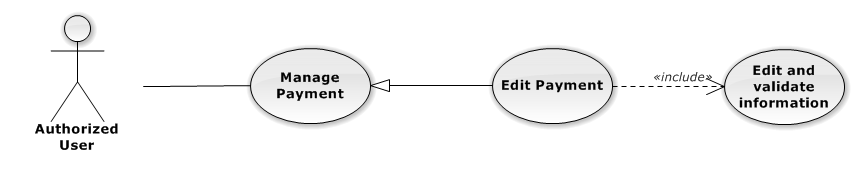 Authorized
User
Manage
Payment
Edit Payment
«include»
Edit and
validate
information